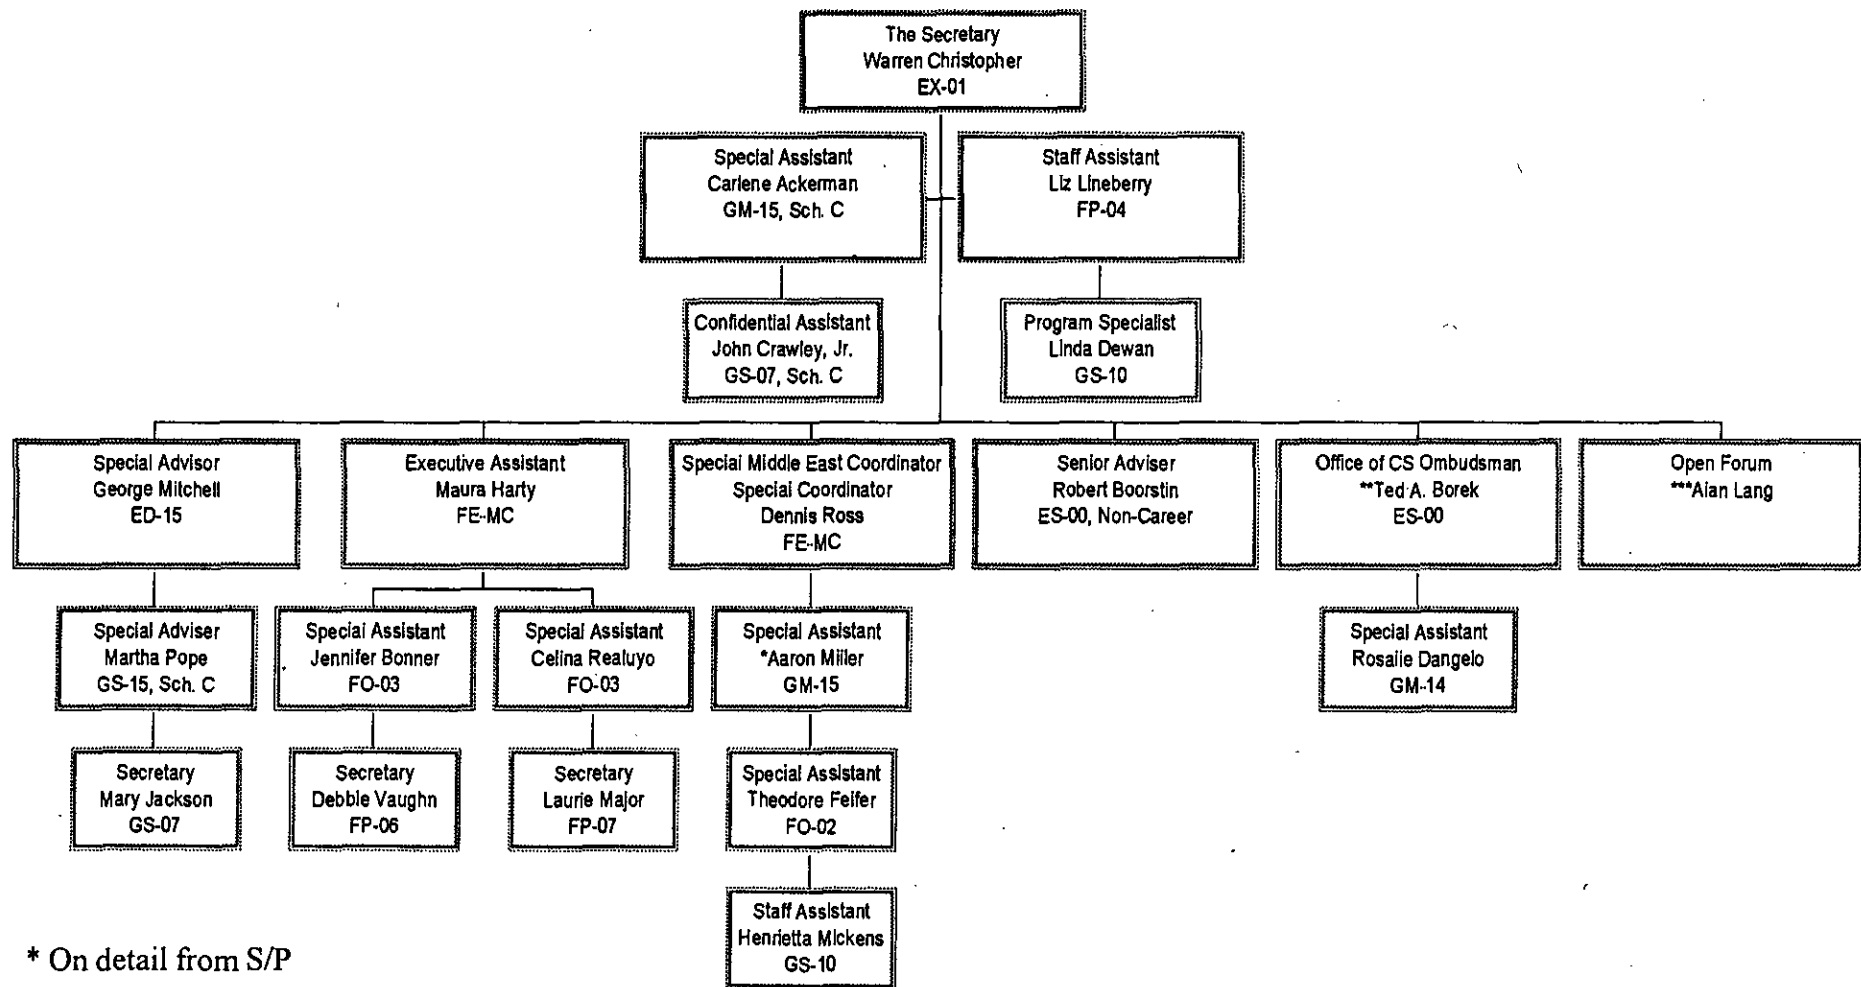 The Secretary
Warren Christopher
EX-01
Special Assistant
Carlene Ackerman
GM-15, Sch. C
Staff Assistant
Liz Lineberry
FP-04
Confidential Assistant
John Crawley, Jr.
GS-07, Sch. C
Program Specialist
Linda Dewan
GS-10
Special Advisor
George Mitchell
ED-15
Executive Assistant
Maura Harty
FE-MC
Special Middle East Coordinator
Special Coordinator
Dennis Ross
FE-MC
Senior Adviser
Robert Boorstin
ES-00, Non-Career
Office of CS Ombudsman
**Ted A. Borek
ES-00
Open Forum
***Alan Lang
Special Adviser
Martha Pope
GS-15, Sch. C
Special Assistant
Jennifer Bonner
FO-03
Special Assistant
Celina Realuyo
FO-03
Special Assistant
*Aaron Miller
GM-15
Special Assistant
Rosalie Dangelo
GM-14
Secretary
Mary Jackson
GS-07
Secretary
Debbie Vaughn
FP-06
Secretary
Laurie Major
FP-07
Special Assistant
Theodore Feifer
FO-02
Staff Assistant
Henrietta Mickens
GS-10
* On detail from S/P